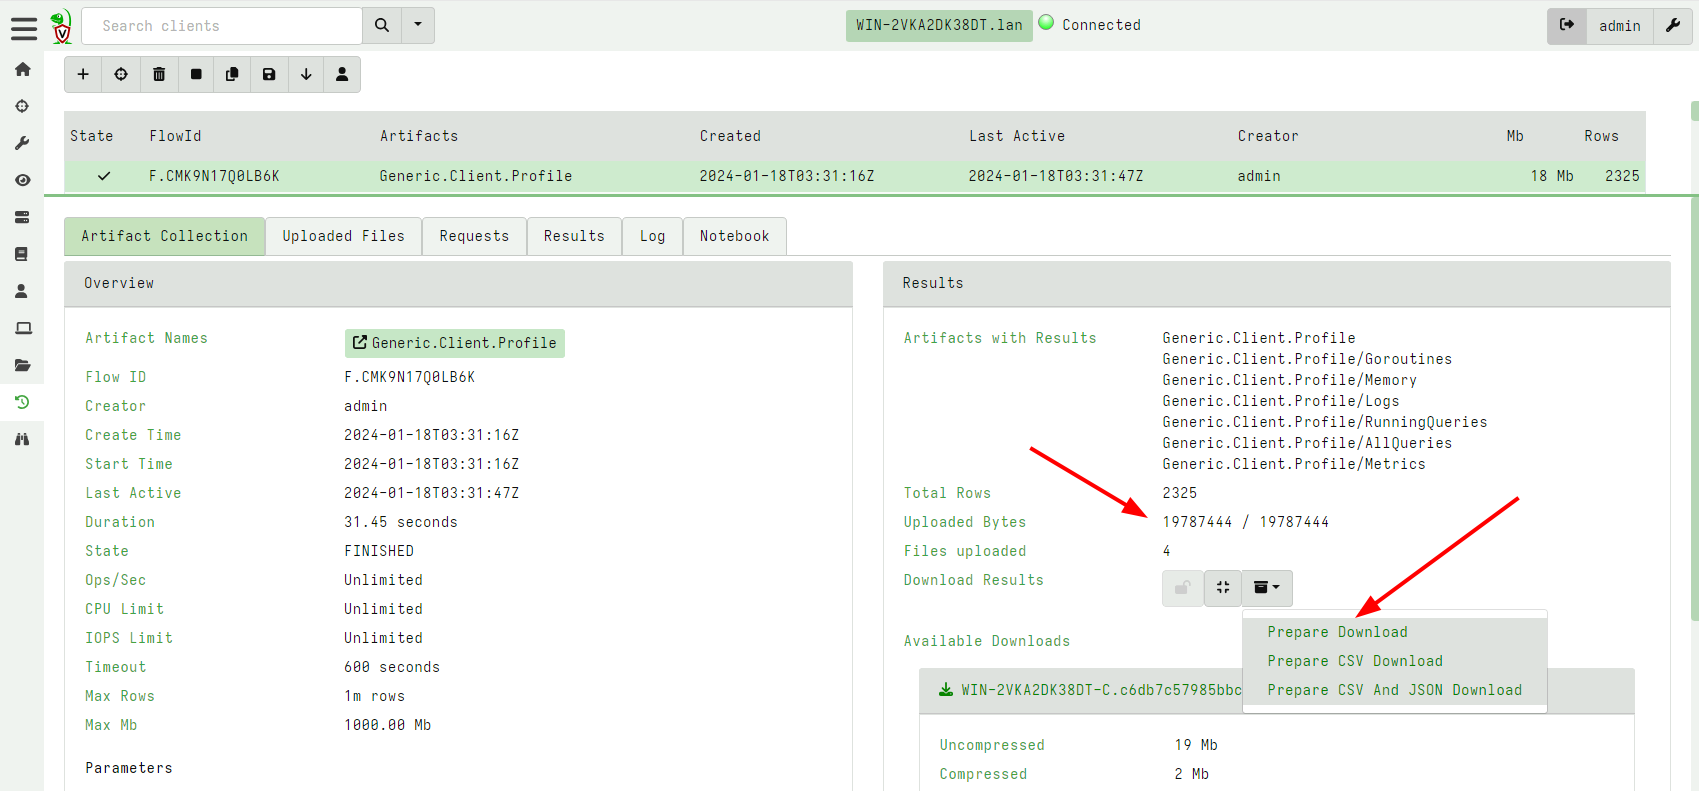 Search clients
WIN-2VKA2DK38DT.lan Connected
admin
State FlowId Artifacts Created Last Active Creator Mb Rows
F.CMK9N17Q0LB6K Generic.Client.Profile 2024-01-18T03:31:16Z 2024-01-18T03:31:47Z admin 18 Mb 2325
Artifact Collection Uploaded Files Requests Results Log Notebook
Overview
Artifact Names Generic.Client.Profile
Flow ID F.CMK9N17Q0LB6K
Creator admin
Create Time 2024-01-18T03:31:16Z
Start Time 2024-01-18T03:31:16Z
Last Active 2024-01-18T03:31:47Z
Duration 31.45 seconds
State FINISHED
Ops/Sec Unlimited
CPU Limit Unlimited
IOPS Limit Unlimited
Timeout 600 seconds
Max Rows 1m rows
Max Mb 1000.00 Mb
Parameters
Results
Artifacts with Results Generic.Client.Profile
Generic.Client.Profile/Goroutines
Generic.Client.Profile/Memory
Generic.Client.Profile/Logs
Generic.Client.Profile/RunningQueries
Generic.Client.Profile/AllQueries
Generic.Client.Profile/Metrics
Total Rows 2325
Uploaded Bytes 19787444 / 19787444
Files uploaded 4
Download Results
Prepare Download
Prepare CSV Download
Prepare CSV And JSON Download
Available Downloads
WIN-2VKA2DK38DT-C.c6db7c57985bbc
Uncompressed 19 Mb
Compressed 2 Mb